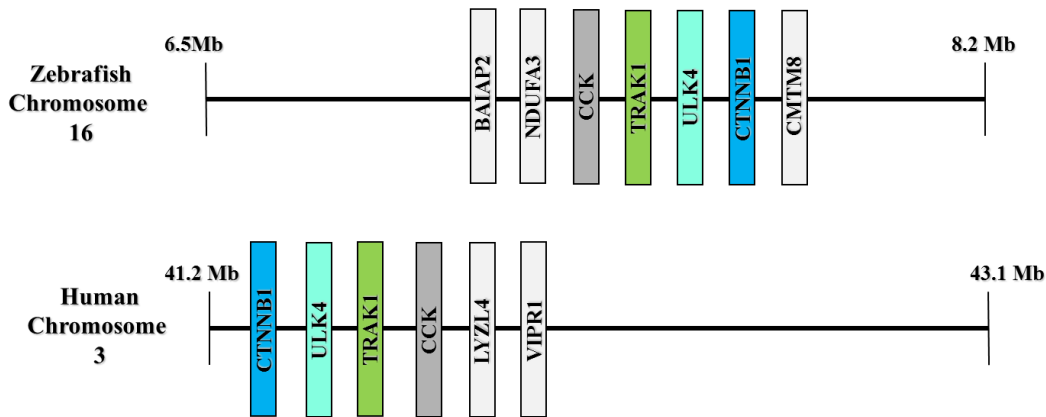 6.5Mb
8.2 Mb
Zebrafish
Chromosome
16
BAIAP2
NDUFA3
CCK
TRAK1
ULK4
CTNNB1
CMTM8
41.2 Mb
43.1 Mb
Human
Chromosome
3
CTNNB1
ULK4
TRAK1
CCK
LYZL4
VIPR1